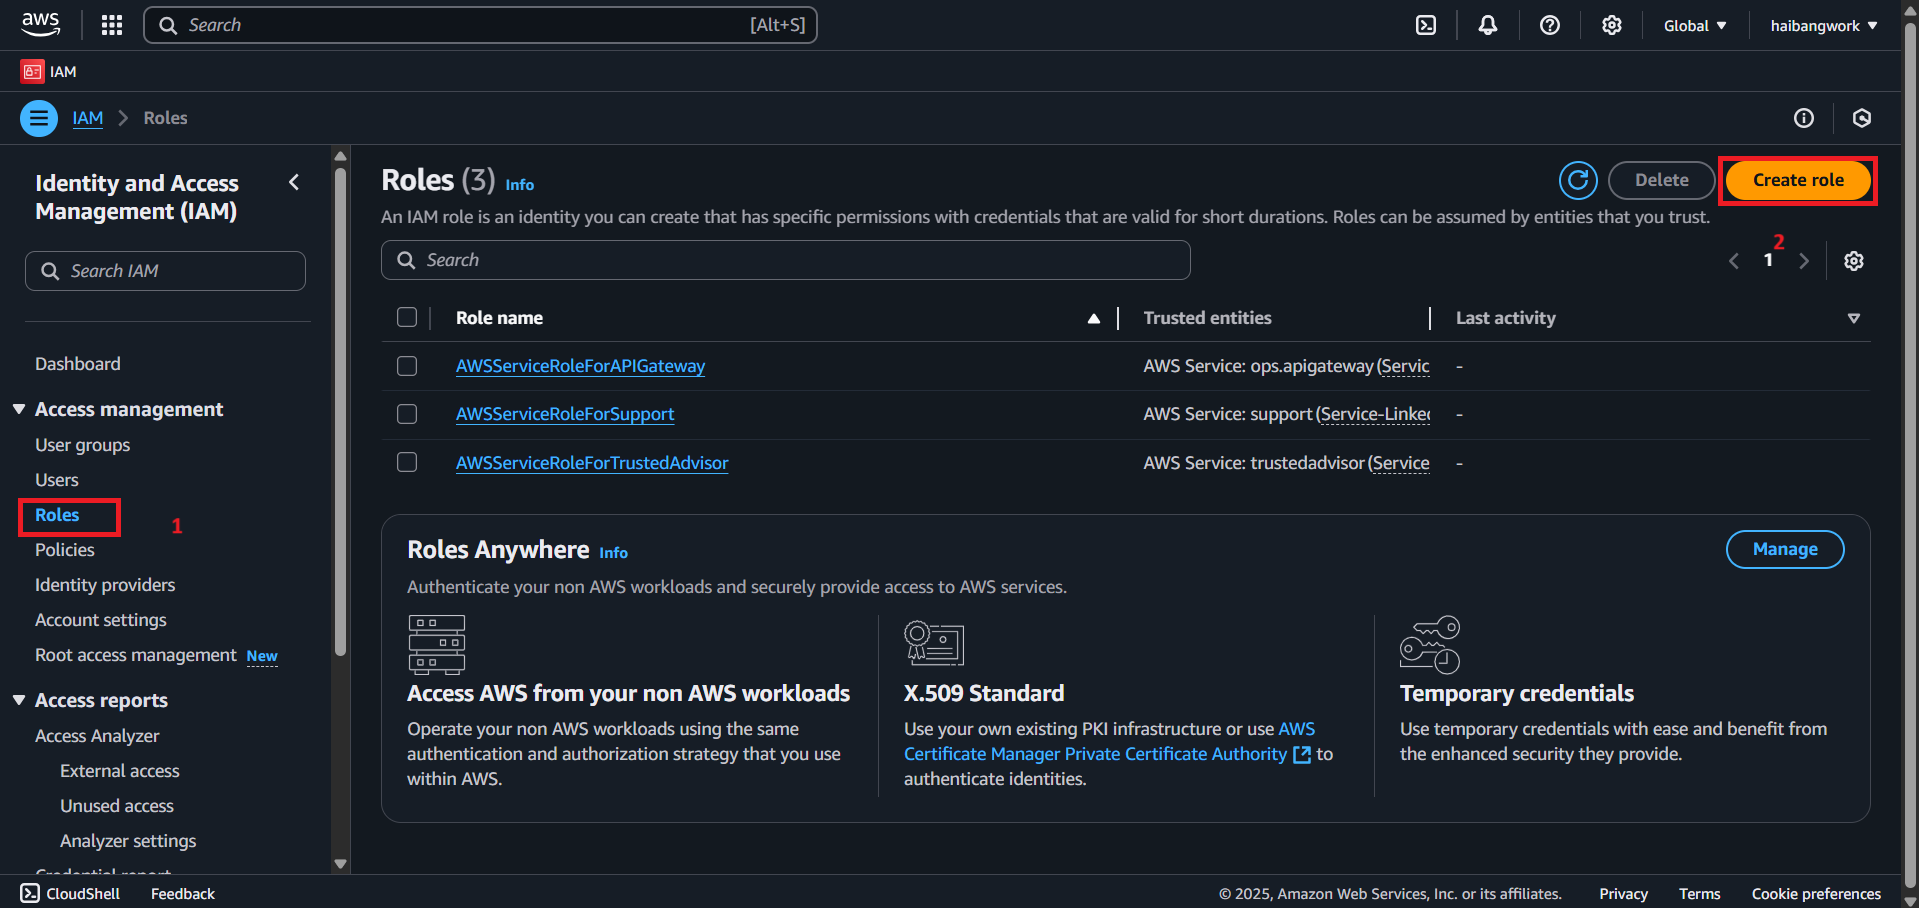 aws
Search [Alt+S]
Global
haibangwork
IAM
IAM
Roles
Identity and Access
Management (IAM)
Search IAM
Dashboard
Access management
User groups
Users
Roles
1
Policies
Identity providers
Account settings
Root access management New
Access reports
Access Analyzer
External access
Unused access
Analyzer settings
Credential report
Roles (3) Info
Delete
Create role
An IAM role is an identity you can create that has specific permissions with credentials that are valid for short durations. Roles can be assumed by entities that you trust.
2
Search
1
Role name
Trusted entities
Last activity
AWSServiceRoleForAPIGateway AWS Service: ops.apigateway (Servic -
AWSServiceRoleForSupport AWS Service: support (Service-Linked -
AWSServiceRoleForTrustedAdvisor AWS Service: trustedadvisor (Service -
Roles Anywhere Info
Manage
Authenticate your non AWS workloads and securely provide access to AWS services.
Access AWS from your non AWS workloads
Operate your non AWS workloads using the same
authentication and authorization strategy that you use
within AWS.
X.509 Standard
Use your own existing PKI infrastructure or use AWS
Certificate Manager Private Certificate Authority to
authenticate identities.
Temporary credentials
Use temporary credentials with ease and benefit from
the enhanced security they provide.
CloudShell
Feedback
© 2025, Amazon Web Services, Inc. or its affiliates.
Privacy
Terms
Cookie preferences